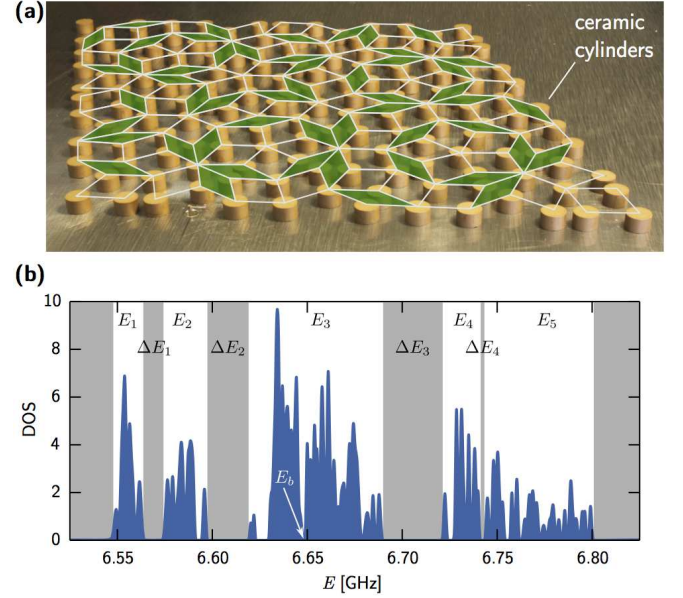 (a)
ceramic
cylinders
(b)
10
8
6
4
2
0
DOS
E₁
E₂
E₃
E₄
E₅
ΔE₁
ΔE₂
ΔE₃
ΔE₄
E_b
6.55
6.60
6.65
6.70
6.75
6.80
E [GHz]